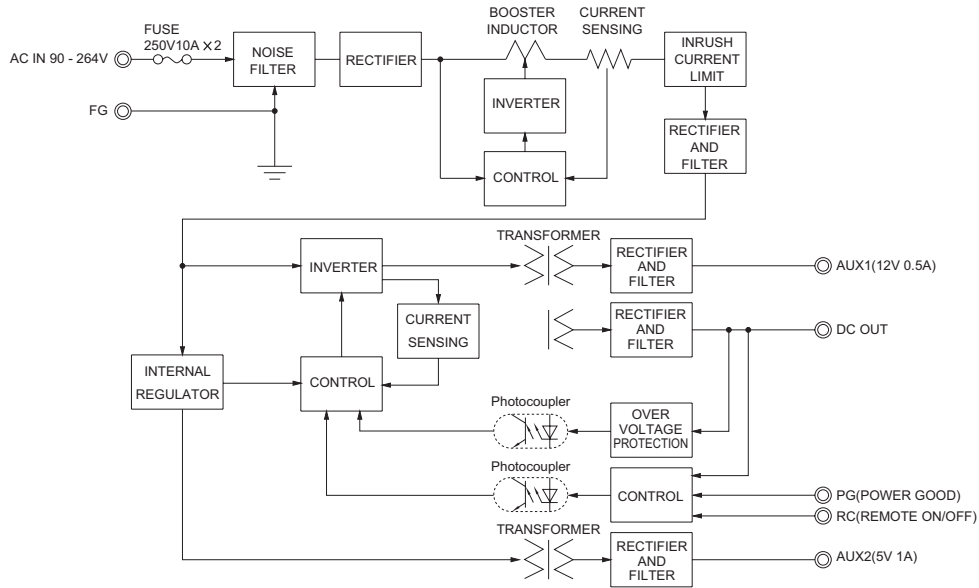 BOOSTER
INDUCTOR
CURRENT
SENSING
FUSE
250V10A ×2
AC IN 90 - 264V
NOISE
FILTER
RECTIFIER
INRUSH
CURRENT
LIMIT
FG
INVERTER
RECTIFIER
AND
FILTER
CONTROL
TRANSFORMER
INVERTER
RECTIFIER
AND
FILTER
AUX1(12V 0.5A)
CURRENT
SENSING
RECTIFIER
AND
FILTER
DC OUT
INTERNAL
REGULATOR
CONTROL
Photocoupler
OVER
VOLTAGE
PROTECTION
Photocoupler
CONTROL
PG(POWER GOOD)
RC(REMOTE ON/OFF)
TRANSFORMER
RECTIFIER
AND
FILTER
AUX2(5V 1A)